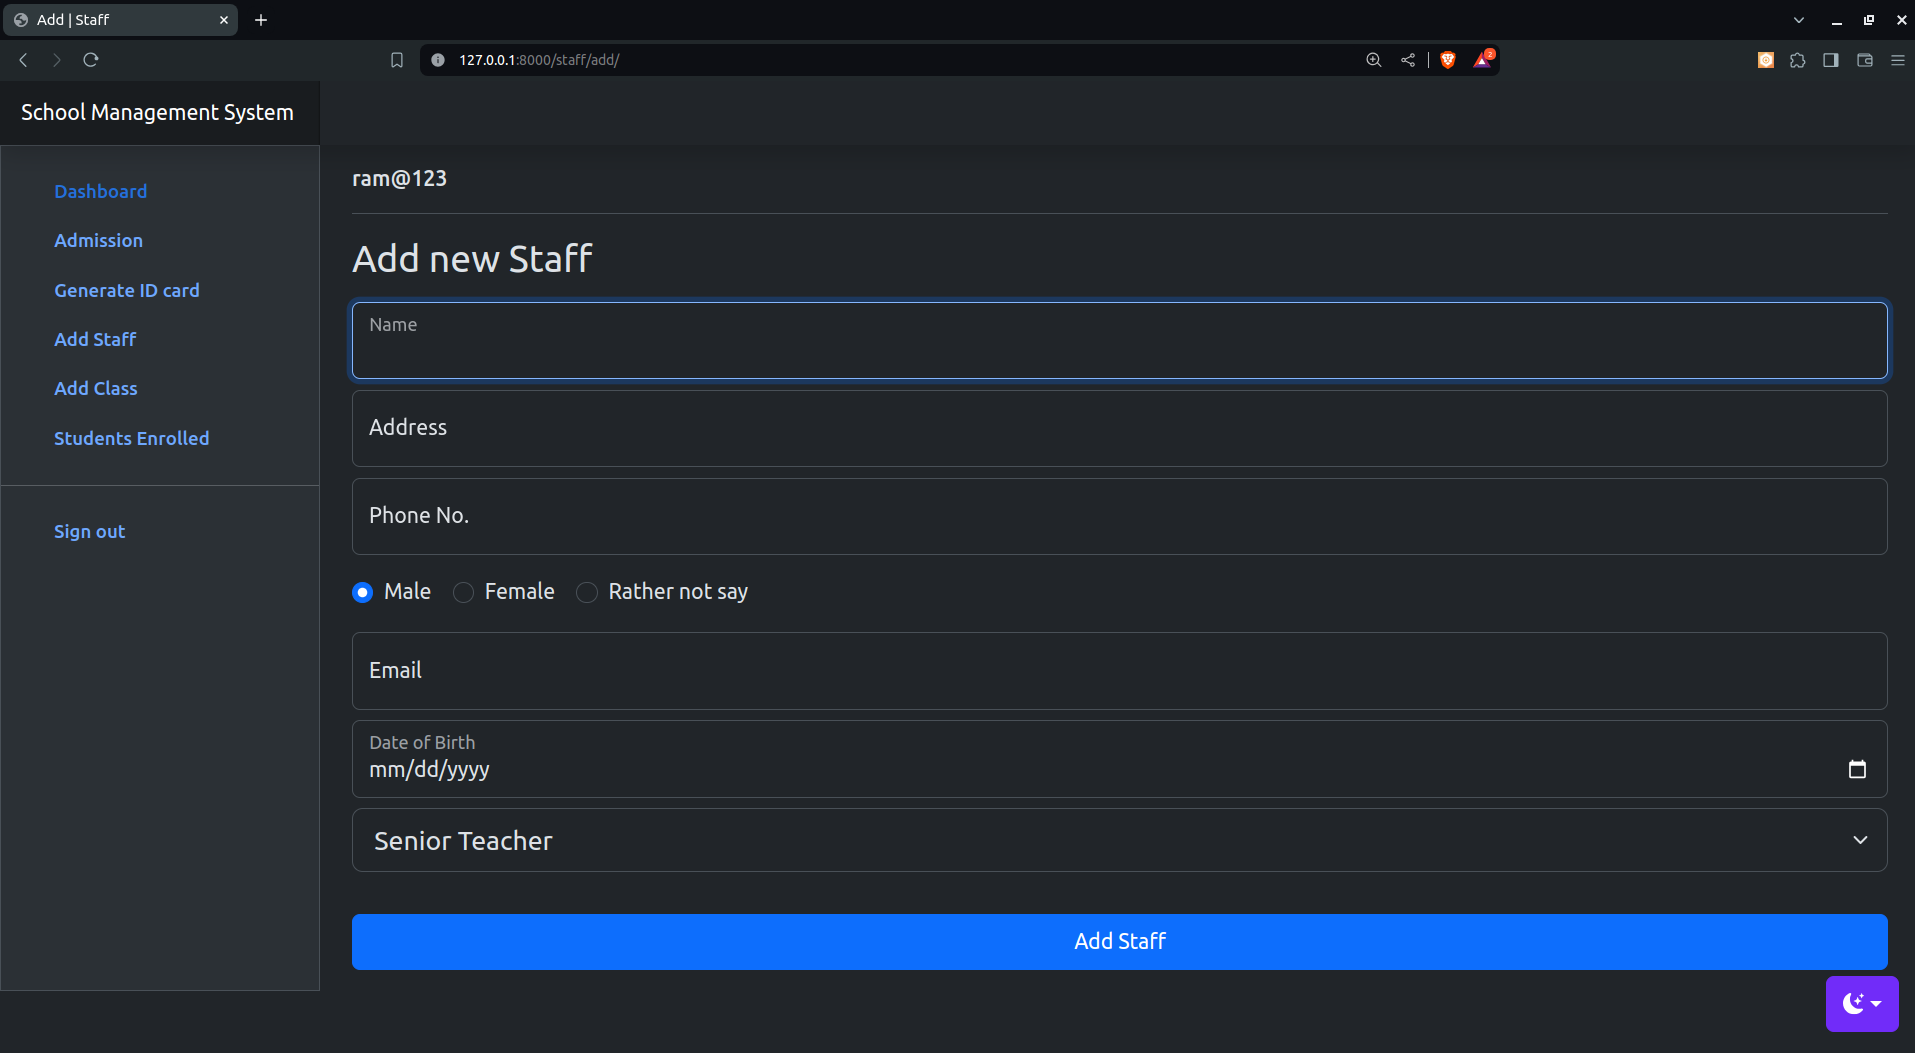 Add | Staff
127.0.0.1:8000/staff/add/
2
School Management System
ram@123
Dashboard
Admission
Generate ID card
Add Staff
Add Class
Students Enrolled
Sign out
Add new Staff
Name
Address
Phone No.
Male Female Rather not say
Email
Date of Birth
mm/dd/yyyy
Senior Teacher
Add Staff